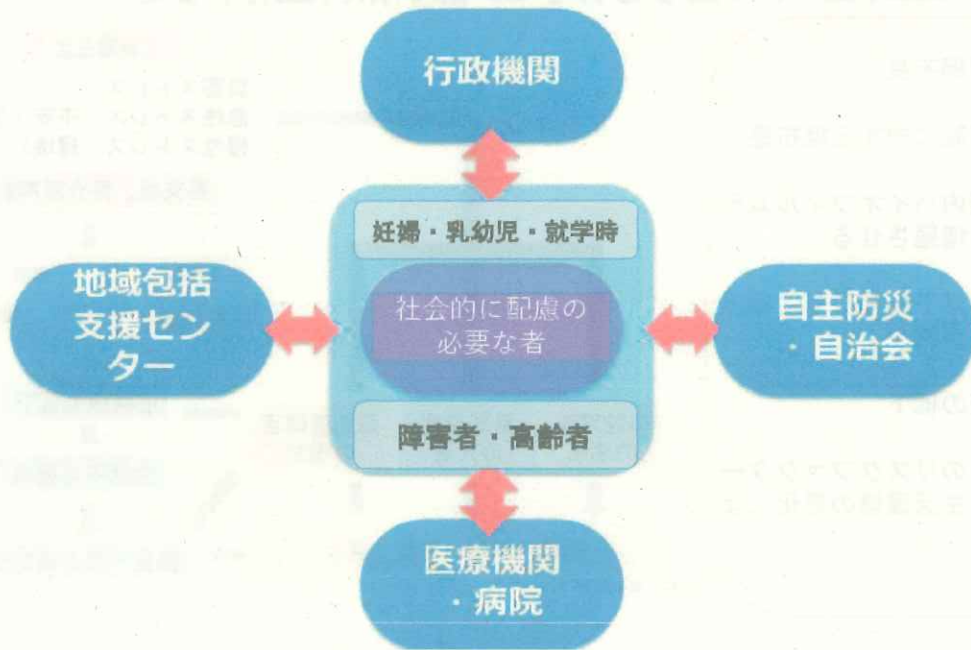 行政機関
妊婦・乳幼児・就学時
地域包括
支援セン
ター
社会的に配慮の
必要な者
自主防災
・自治会
障害者・高齢者
医療機関
・病院